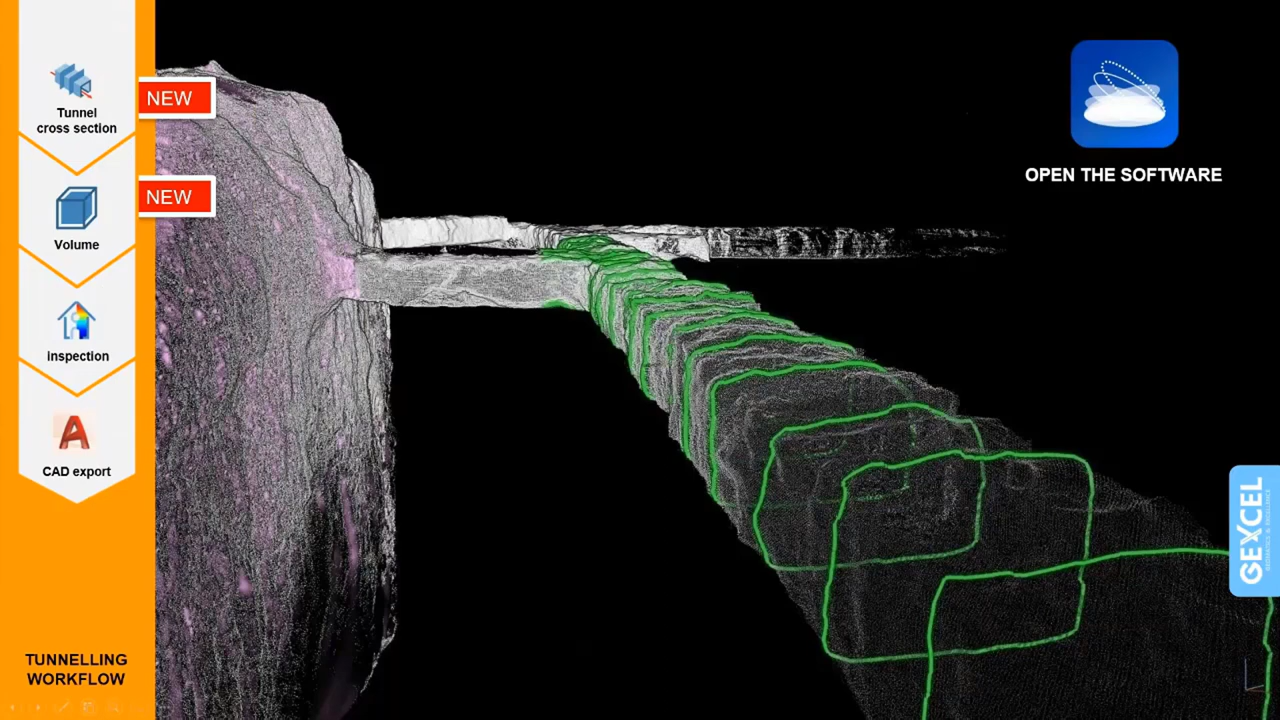 Tunnel
cross section
NEW
Volume
NEW
inspection
CAD export
TUNNELLING
WORKFLOW
OPEN THE SOFTWARE
GEXCEL